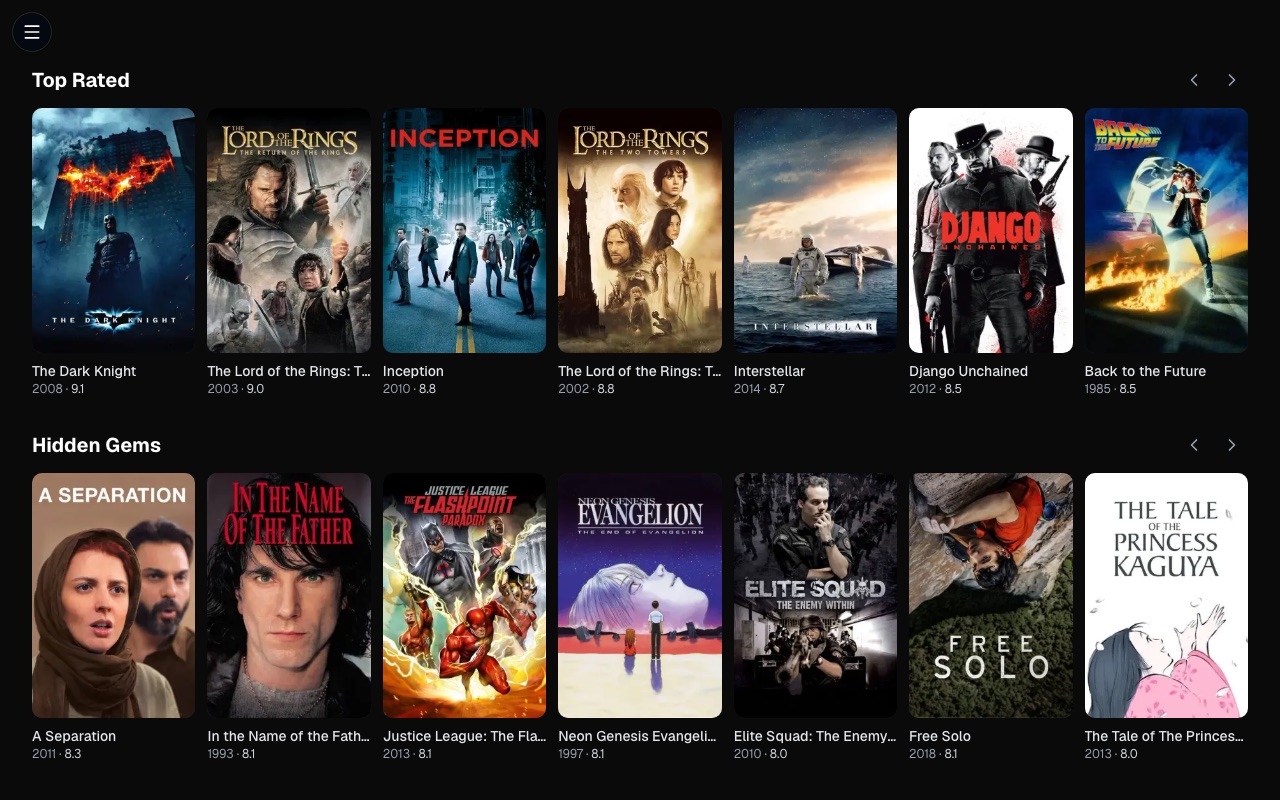 Top Rated
THE LORD OF THE RINGS
THE RETURN OF THE KING
INCEPTION
THE LORD OF THE RINGS
THE TWO TOWERS
BACK TO THE FUTURE
DJANGO
UNCHAINED
THE DARK KNIGHT
INTERSTELLAR
The Dark Knight
2008 · 9.1
The Lord of the Rings: T...
2003 · 9.0
Inception
2010 · 8.8
The Lord of the Rings: T...
2002 · 8.8
Interstellar
2014 · 8.7
Django Unchained
2012 · 8.5
Back to the Future
1985 · 8.5
Hidden Gems
A SEPARATION
IN THE NAME
OF THE FATHER
JUSTICE LEAGUE
THE FLASHPOINT
PARADOX
NEON GENESIS
EVANGELION
THE END OF EVANGELION
ELITE SQUAD
THE ENEMY WITHIN
FREE
SOLO
THE TALE
OF THE
PRINCESS
KAGUYA
A Separation
2011 · 8.3
In the Name of the Fath...
1993 · 8.1
Justice League: The Fla...
2013 · 8.1
Neon Genesis Evangeli...
1997 · 8.1
Elite Squad: The Enemy...
2010 · 8.0
Free Solo
2018 · 8.1
The Tale of The Princes...
2013 · 8.0